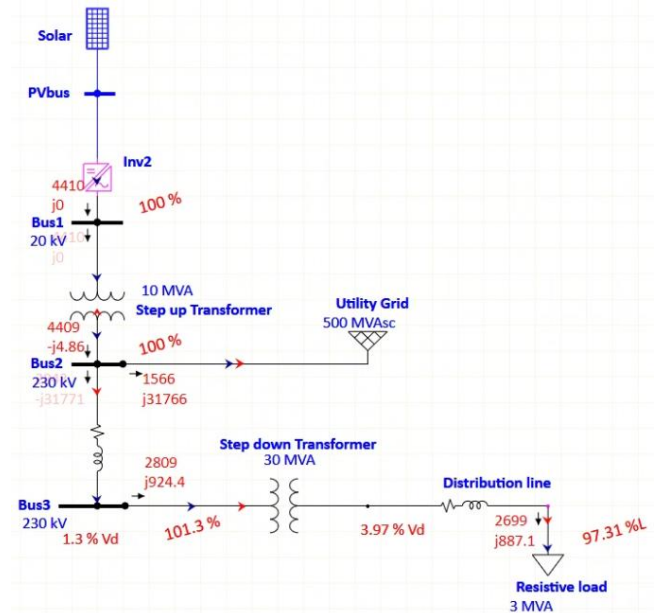 Solar
PVbus
Inv2
4410
j0
100 %
Bus1
20 kV
j0
10 MVA
Step up Transformer
Utility Grid
500 MVAsc
4409
-j4.86
100 %
Bus2
230 kV
-j31771
1566
j31766
Step down Transformer
30 MVA
2809
j924.4
Bus3
230 kV
1.3 % Vd
101.3 %
Distribution line
3.97 % Vd
2699
j887.1
97.31 %L
Resistive load
3 MVA